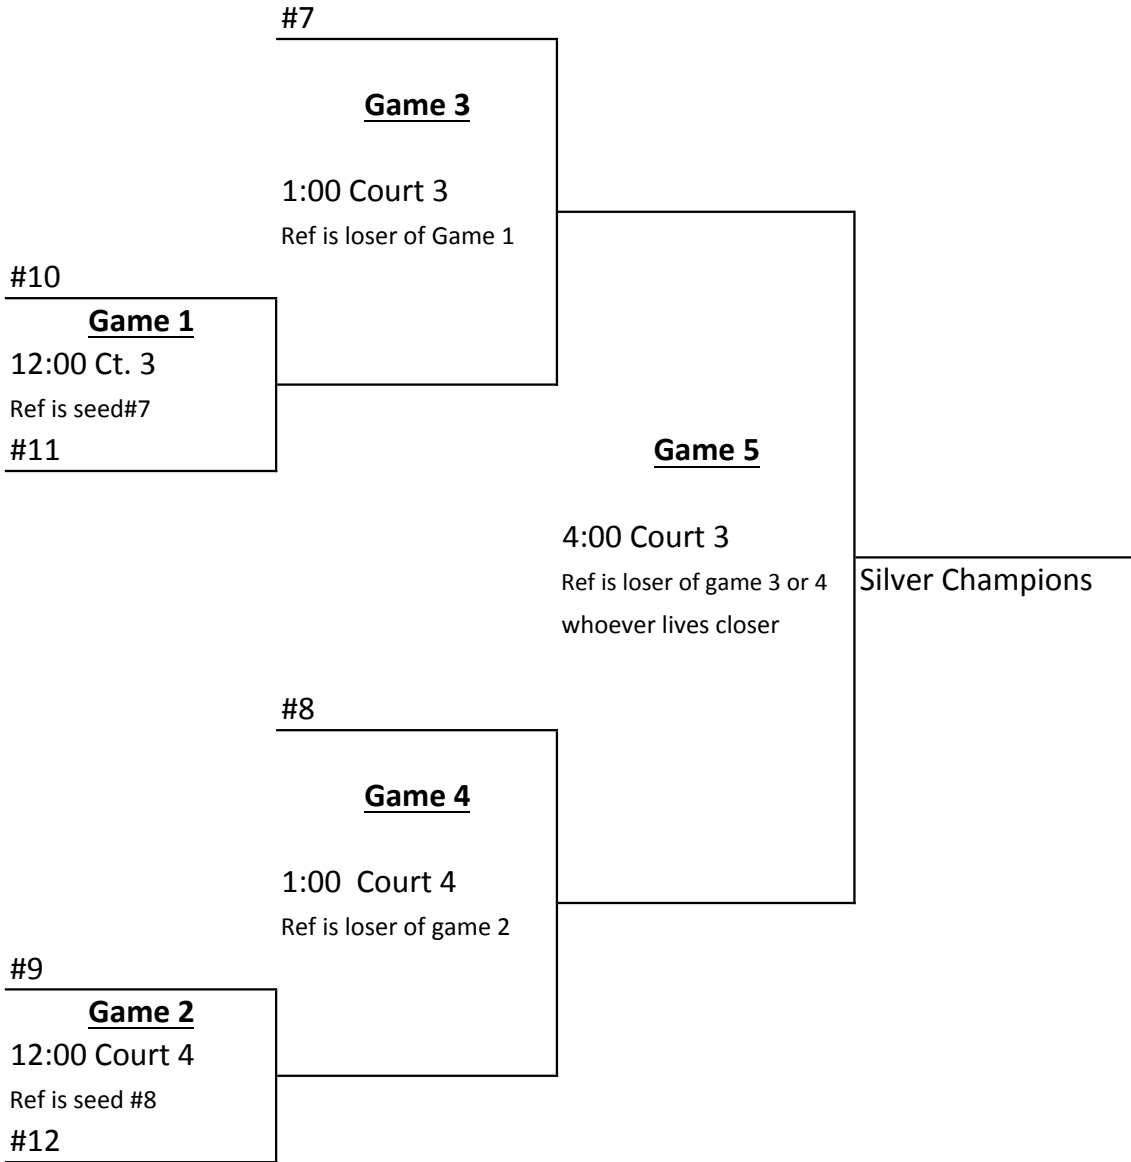 #7
Game 3
1:00 Court 3
Ref is loser of Game 1
#10
Game 1
12:00 Ct. 3
Ref is seed#7
#11
Game 5
4:00 Court 3
Ref is loser of game 3 or 4
whoever lives closer
Silver Champions
#8
Game 4
1:00  Court 4
Ref is loser of game 2
#9
Game 2
12:00 Court 4
Ref is seed #8
#12